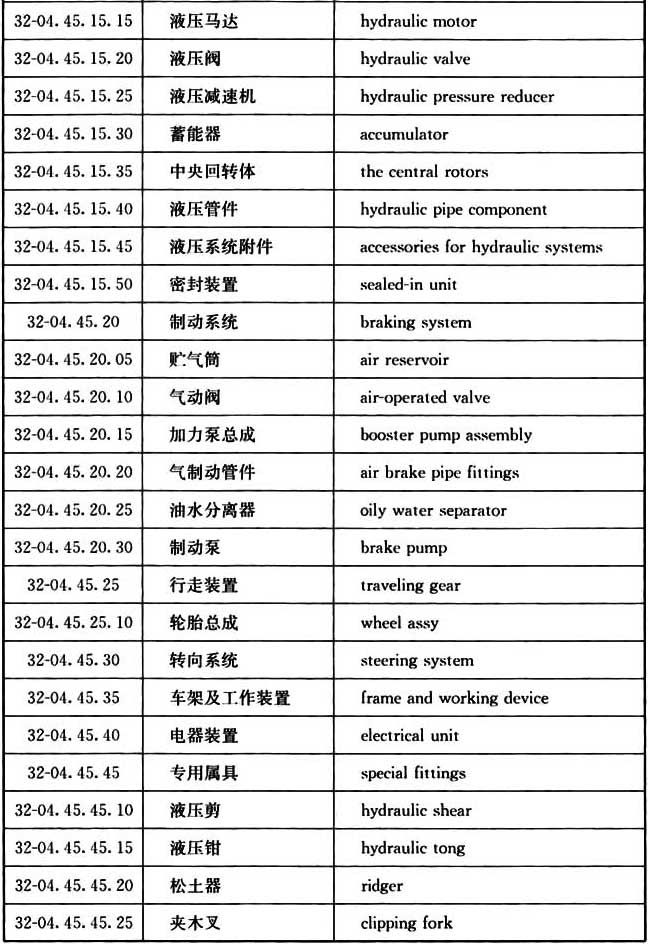 32-04. 45. 15. 15 液压马达 hydraulic motor
32-04. 45. 15. 20 液压阀 hydraulic valve
32-04. 45. 15. 25 液压减速机 hydraulic pressure reducer
32-04. 45. 15. 30 蓄能器 accumulator
32-04. 45. 15. 35 中央回转体 the central rotors
32-04. 45. 15. 40 液压管件 hydraulic pipe component
32-04. 45. 15. 45 液压系统附件 accessories for hydraulic systems
32-04. 45. 15. 50 密封装置 sealed-in unit
32-04. 45. 20 制动系统 braking system
32-04. 45. 20. 05 贮气筒 air reservoir
32-04. 45. 20. 10 气动阀 air-operated valve
32-04. 45. 20. 15 加力泵总成 booster pump assembly
32-04. 45. 20. 20 气制动管件 air brake pipe fittings
32-04. 45. 20. 25 油水分离器 oily water separator
32-04. 45. 20. 30 制动泵 brake pump
32-04. 45. 25 行走装置 traveling gear
32-04. 45. 25. 10 轮胎总成 wheel assy
32-04. 45. 30 转向系统 steering system
32-04. 45. 35 车架及工作装置 frame and working device
32-04. 45. 40 电器装置 electrical unit
32-04. 45. 45 专用属具 special fittings
32-04. 45. 45. 10 液压剪 hydraulic shear
32-04. 45. 45. 15 液压钳 hydraulic tong
32-04. 45. 45. 20 松土器 ridger
32-04. 45. 45. 25 夹木叉 clipping fork